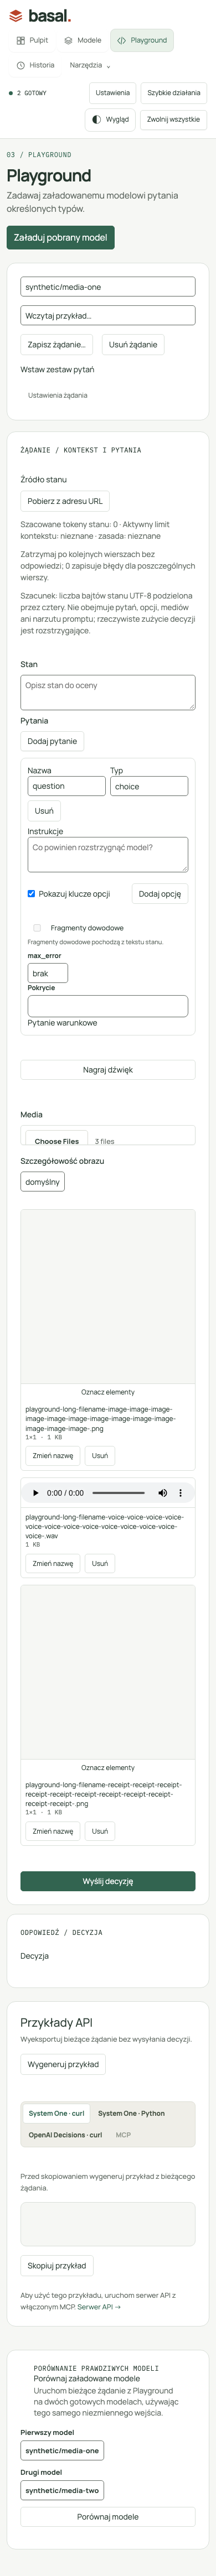 basal.
Pulpit
Modele
Playground
Historia
Narzędzia
2 GOTOWY
Ustawienia
Szybkie działania
Wygląd
Zwolnij wszystkie
03 / PLAYGROUND
Playground
Zadawaj załadowanemu modelowi pytania
określonych typów.
Załaduj pobrany model
synthetic/media-one
Wczytaj przykład…
Zapisz żądanie…
Usuń żądanie
Wstaw zestaw pytań
Ustawienia żądania
ŻĄDANIE / KONTEKST I PYTANIA
Źródło stanu
Pobierz z adresu URL
Szacowane tokeny stanu: 0 · Aktywny limit
kontekstu: nieznane · zasada: nieznane
Zatrzymaj po kolejnych wierszach bez
odpowiedzi; 0 zapisuje błędy dla poszczególnych
wierszy.
Szacunek: liczba bajtów stanu UTF-8 podzielona
przez cztery. Nie obejmuje pytań, opcji, mediów
ani narzutu promptu; rzeczywiste zużycie decyzji
jest rozstrzygające.
Stan
Opisz stan do oceny
Pytania
Dodaj pytanie
Nazwa
Typ
question
choice
Usuń
Instrukcje
Co powinien rozstrzygnąć model?
Pokazuj klucze opcji
Dodaj opcję
Fragmenty dowodowe
Fragmenty dowodowe pochodzą z tekstu stanu.
max_error
brak
Pokrycie
Pytanie warunkowe
Nagraj dźwięk
Media
Choose Files
3 files
Szczegółowość obrazu
domyślny
Oznacz elementy
playground-long-filename-image-image-image-
image-image-image-image-image-image-image-
image-image-image-.png
1×1 · 1 KB
Zmień nazwę
Usuń
0:00 / 0:00
playground-long-filename-voice-voice-voice-voice-
voice-voice-voice-voice-voice-voice-voice-voice-
voice-.wav
1 KB
Zmień nazwę
Usuń
Oznacz elementy
playground-long-filename-receipt-receipt-receipt-
receipt-receipt-receipt-receipt-receipt-receipt-
receipt-receipt-.png
1×1 · 1 KB
Zmień nazwę
Usuń
Wyślij decyzję
ODPOWIEDŹ / DECYZJA
Decyzja
Przykłady API
Wyeksportuj bieżące żądanie bez wysyłania decyzji.
Wygeneruj przykład
System One · curl
System One · Python
OpenAI Decisions · curl
MCP
Przed skopiowaniem wygeneruj przykład z bieżącego
żądania.
Skopiuj przykład
Aby użyć tego przykładu, uruchom serwer API z
włączonym MCP. Serwer API →
PORÓWNANIE PRAWDZIWYCH MODELI
Porównaj załadowane modele
Uruchom bieżące żądanie z Playground
na dwóch gotowych modelach, używając
tego samego niezmiennego wejścia.
Pierwszy model
synthetic/media-one
Drugi model
synthetic/media-two
Porównaj modele